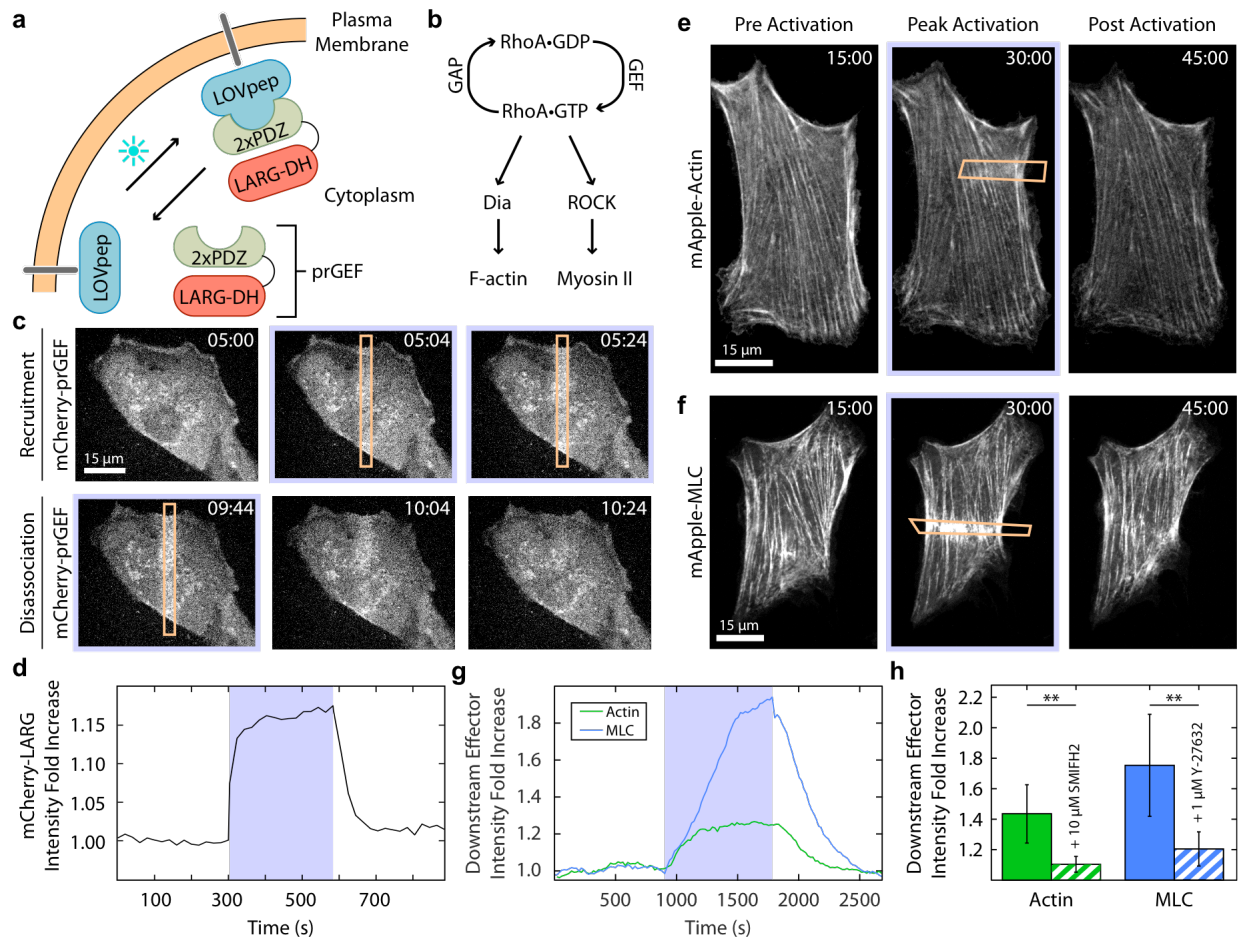 a
Plasma
Membrane
LOVpep
2xPDZ
LARG-DH
Cytoplasm
LOVpep
2xPDZ
LARG-DH
prGEF
b
RhoA•GDP
GAP
GEF
RhoA•GTP
Dia
ROCK
F-actin
Myosin II
c
Recruitment
mCherry-prGEF
05:00
05:04
05:24
15 µm
Disassociation
mCherry-prGEF
09:44
10:04
10:24
d
mCherry-LARG
Intensity Fold Increase
1.15
1.10
1.05
1.00
100
300
500
700
Time (s)
e
Pre Activation
Peak Activation
Post Activation
mApple-Actin
15:00
30:00
45:00
15 µm
f
mApple-MLC
15:00
30:00
45:00
15 µm
g
Downstream Effector
Intensity Fold Increase
Actin
MLC
1.8
1.6
1.4
1.2
1.0
500
1000
1500
2000
2500
Time (s)
h
Downstream Effector
Intensity Fold Increase
2.2
2.0
1.8
1.6
1.4
1.2
**
**
+ 10 µM SMIFH2
+ 1 µM Y-27632
Actin
MLC